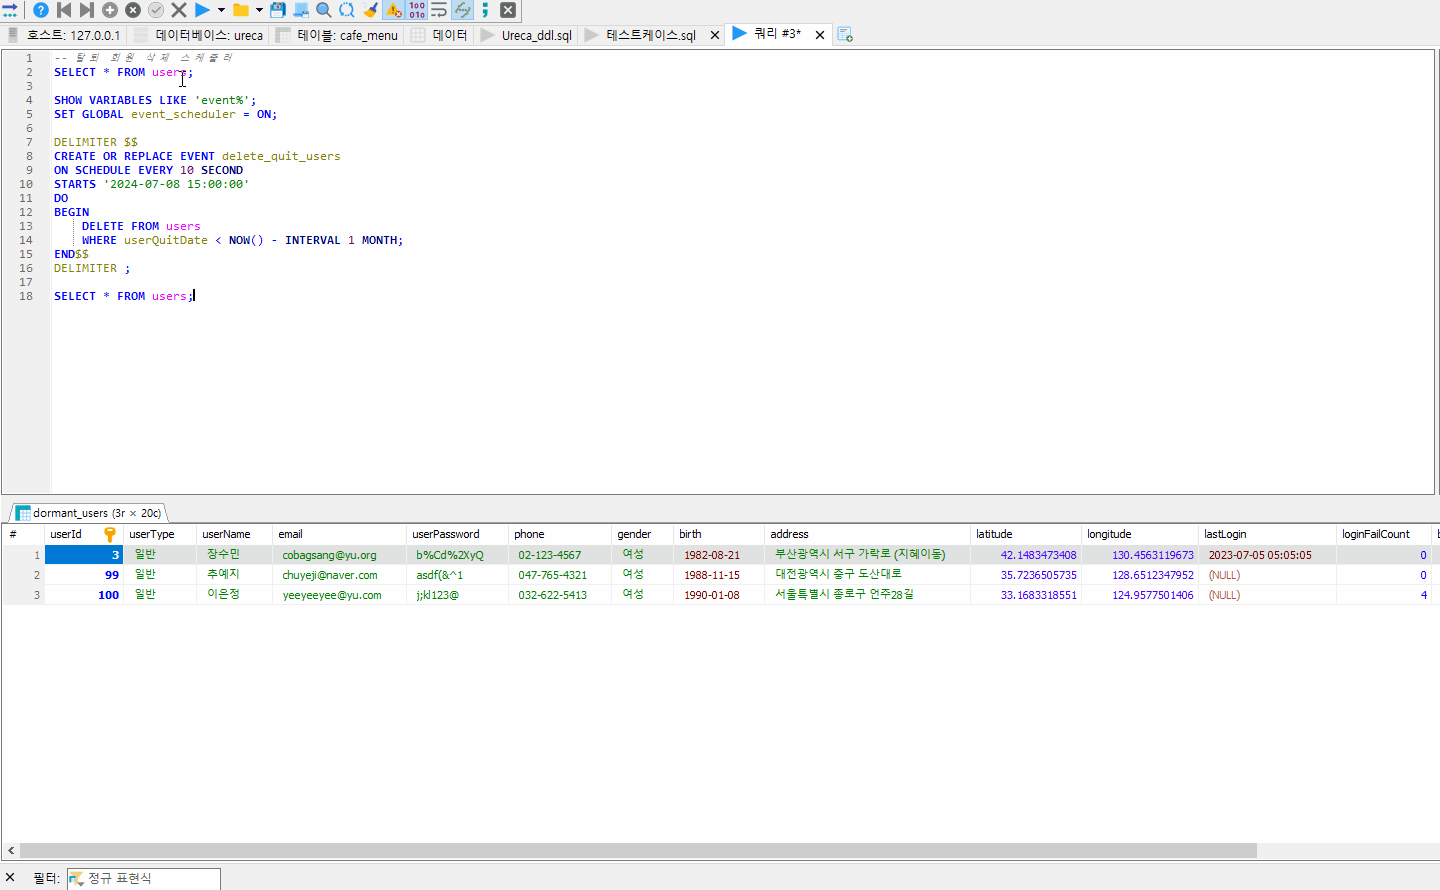 호스트: 127.0.0.1 데이터베이스: ureca 테이블: cafe_menu 데이터 Ureca_ddl.sql 테스트케이스.sql 쿼리 #3*
1 -- 탈퇴 회원 삭제 스케줄러
2 SELECT * FROM users;
3
4 SHOW VARIABLES LIKE 'event%';
5 SET GLOBAL event_scheduler = ON;
6
7 DELIMITER $$
8 CREATE OR REPLACE EVENT delete_quit_users
9 ON SCHEDULE EVERY 10 SECOND
10 STARTS '2024-07-08 15:00:00'
11 DO
12 BEGIN
13 DELETE FROM users
14 WHERE userQuitDate < NOW() - INTERVAL 1 MONTH;
15 END$$
16 DELIMITER ;
17
18 SELECT * FROM users;
dormant_users (3r × 20c)
# userId userType userName email userPassword phone gender birth address latitude longitude lastLogin loginFailCount
1 3 일반 장수민 cobagsang@yu.org b%Cd%2XyQ 02-123-4567 여성 1982-08-21 부산광역시 서구 가락로 (지혜이동) 42.1483473408 130.4563119673 2023-07-05 05:05:05 0
2 99 일반 추예지 chuyeji@naver.com asdf(&^1 047-765-4321 여성 1988-11-15 대전광역시 중구 도산대로 35.7236505735 128.6512347952 (NULL) 0
3 100 일반 이은정 yeeyeeyee@yu.com j;kl123@ 032-622-5413 여성 1990-01-08 서울특별시 종로구 언주28길 33.1683318551 124.9577501406 (NULL) 4
필터: 정규 표현식